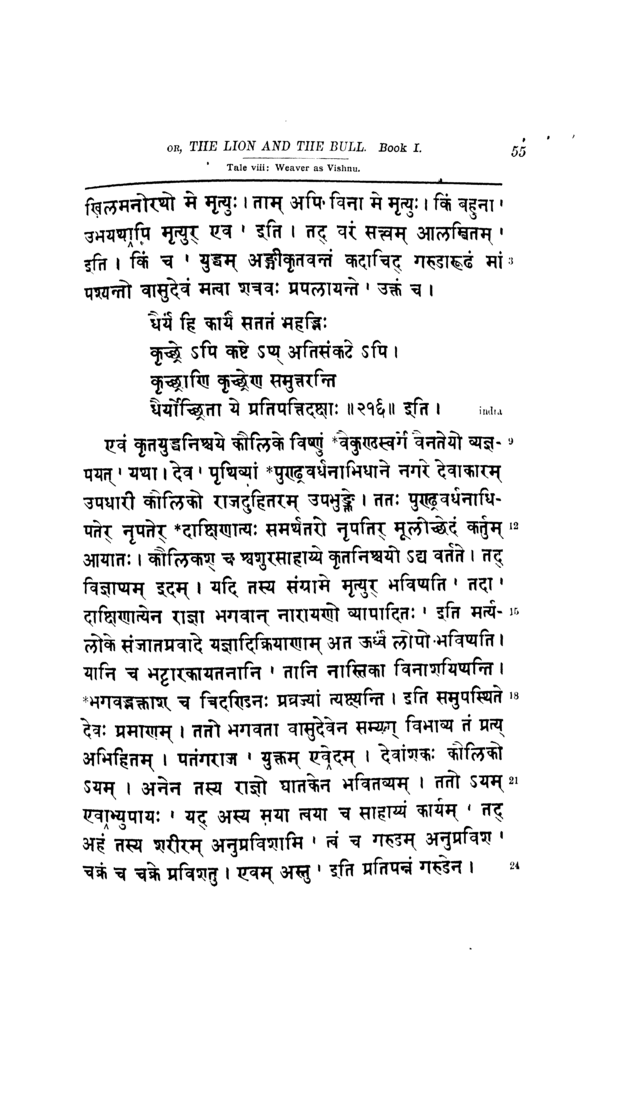 OR, THE LION AND THE BULL. Book I. 55
Tale viii: Weaver as Vishnu.
खिलमनोरथो मे मृत्युः। ताम् अपि विना मे मृत्युः। किं वहुना '
उभयथापि मृत्युर् एव ' इति। तद् वरं सत्त्वम् आलम्बितम् '
इति। किं च ' युद्धम् अङ्गीकृतवन्तं कदाचिद् गरुडारूढं मां 3
पश्यन्तो वासुदेवं मत्वा शत्रवः प्रपलायन्ते ' उक्तं च।
धैर्यं हि कार्यं सततं महद्भिः
कृच्छ्रे ऽपि कष्टे ऽप्य् अतिसंकटे ऽपि।
कृच्छ्राणि कृच्छ्रेण समुत्तरन्ति
धैर्योच्छ्रिता ये प्रतिपत्तिदक्षाः ॥२१६॥ इति। indra
एवं कृतयुद्धनिश्चये कौलिके विष्णुं *वैकुण्ठस्वर्गे वैनतेयो व्यज्ञ- 9
पयत् ' यथा। देव ' पृथिव्यां *पुण्ड्रवर्धनाभिधाने नगरे देवाकारम्
उपधारी कौलिको राजदुहितरम् उपभुङ्क्ते। ततः पुण्ड्रवर्धनाधि-
पतेर् नृपतेर् *दाक्षिणात्यः समर्थतरो नृपतिर् मूलोच्छेदं कर्तुम् 12
आयातः। कौलिकश् च श्वशुरसाहाय्ये कृतनिश्चयो ऽद्य वर्तते। तद्
विज्ञाप्यम् इदम्। यदि तस्य संग्रामे मृत्युर् भविष्यति ' तदा '
दाक्षिणात्येन राज्ञा भगवान् नारायणो व्यापादितः ' इति मर्त्य- 15
लोके संजातप्रवादे यज्ञादिक्रियाणाम् अत ऊर्ध्वं लोपो भविष्यति।
यानि च भट्टारकायतनानि ' तानि नास्तिका विनाशयिष्यन्ति।
*भगवद्भक्ताश् च त्रिदण्डिनः प्रव्रज्यां त्यक्ष्यन्ति। इति समुपस्थिते 18
देवः प्रमाणम्। ततो भगवता वासुदेवेन सम्यग् विभाव्य तं प्रत्य्
अभिहितम्। पतंगराज ' युक्तम् एवेदम्। देवांशकः कौलिको
ऽयम्। अनेन तस्य राज्ञो घातकेन भवितव्यम्। ततो ऽयम् 21
एवाभ्युपायः ' यद् अस्य मया त्वया च साहाय्यं कार्यम् ' तद्
अहं तस्य शरीरम् अनुप्रविशामि ' त्वं च गरुडम् अनुप्रविश '
चक्रं च चक्रे प्रविशतु। एवम् अस्तु ' इति प्रतिपन्नं गरुडेन। 24